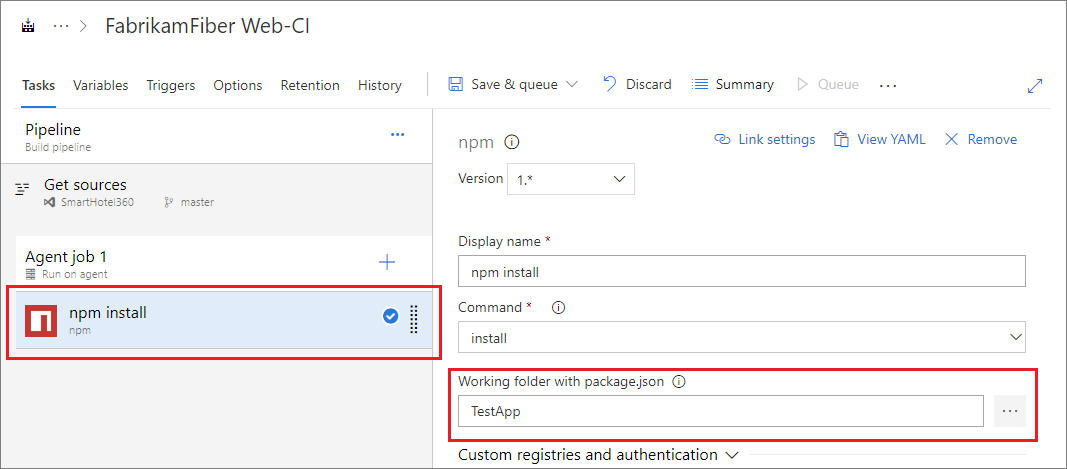 ··· > FabrikamFiber Web-CI
Tasks Variables Triggers Options Retention History Save & queue Discard Summary Queue ...
Pipeline
Build pipeline
...
Get sources
SmartHotel360 master
Agent job 1
Run on agent
npm install
npm
npm Link settings View YAML Remove
Version 1.*
Display name *
npm install
Command *
install
Working folder with package.json
TestApp ...
Custom registries and authentication